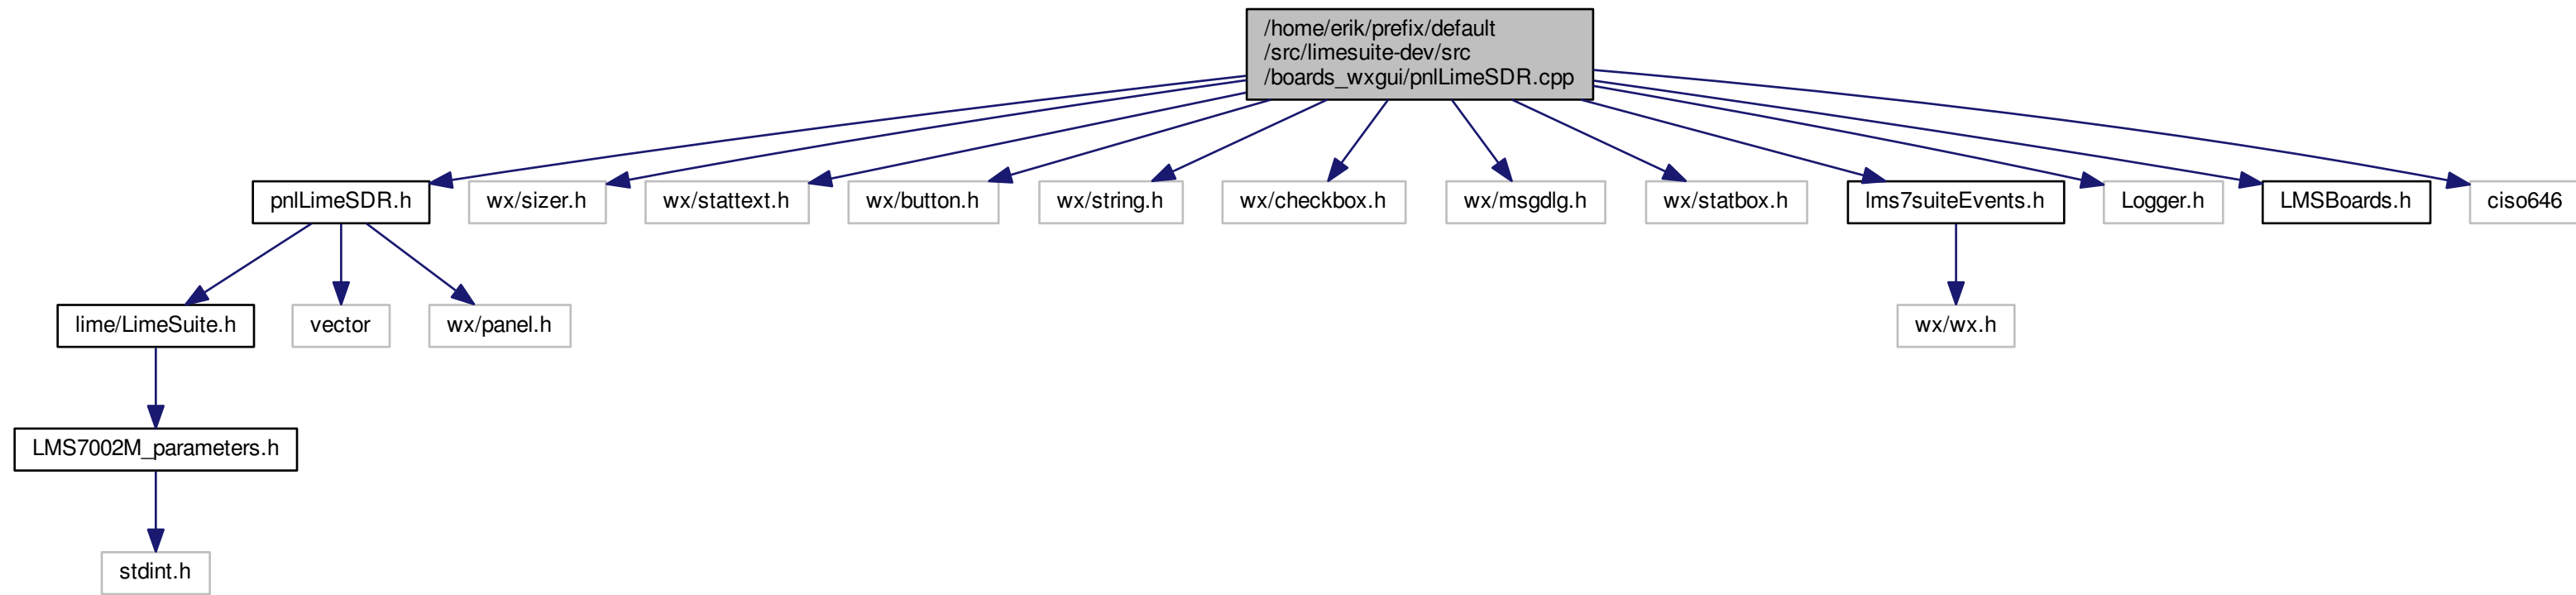 /home/erik/prefix/default
/src/limesuite-dev/src
/boards_wxgui/pnlLimeSDR.cpp
pnlLimeSDR.h
wx/sizer.h
wx/stattext.h
wx/button.h
wx/string.h
wx/checkbox.h
wx/msgdlg.h
wx/statbox.h
lms7suiteEvents.h
Logger.h
LMSBoards.h
ciso646
lime/LimeSuite.h
vector
wx/panel.h
wx/wx.h
LMS7002M_parameters.h
stdint.h